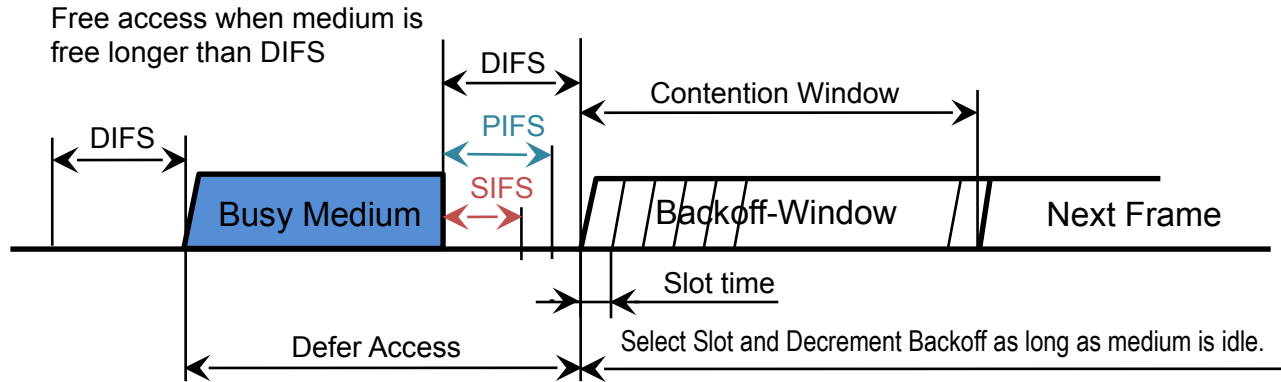 Free access when medium is
free longer than DIFS
DIFS
Contention Window
DIFS
PIFS
SIFS
Busy Medium
Backoff-Window
Next Frame
Slot time
Defer Access
Select Slot and Decrement Backoff as long as medium is idle.